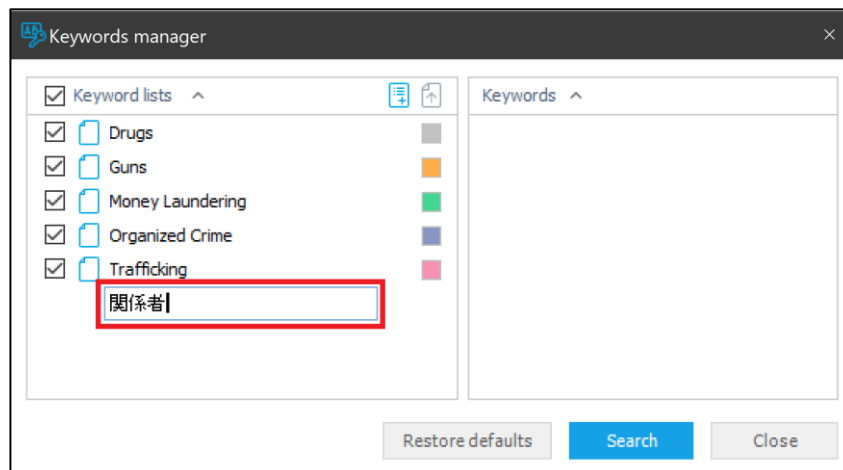 Keywords manager
Keyword lists
Keywords
Drugs
Guns
Money Laundering
Organized Crime
Trafficking
関係者
Restore defaults
Search
Close